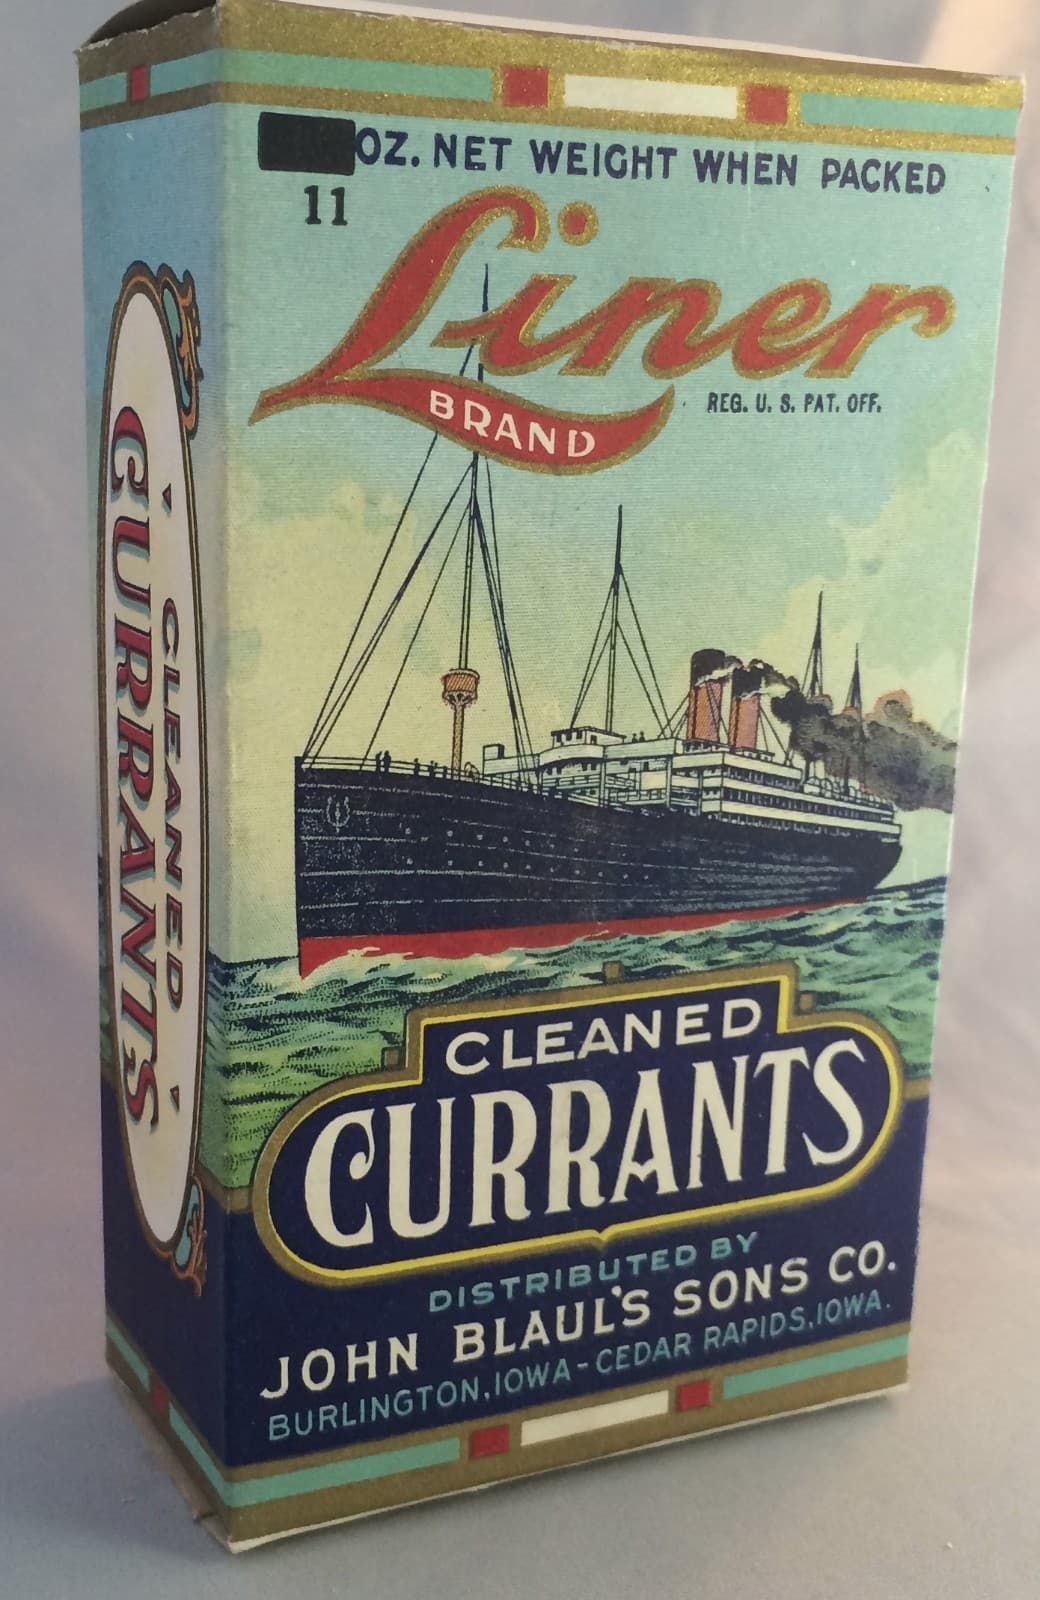 OZ. NET WEIGHT WHEN PACKED
11
Liner
BRAND
REG. U. S. PAT. OFF.
CLEANED
CURRANTS
DISTRIBUTED BY
JOHN BLAUL'S SONS CO.
BURLINGTON, IOWA - CEDAR RAPIDS, IOWA.
CLEANED
CURRANTS